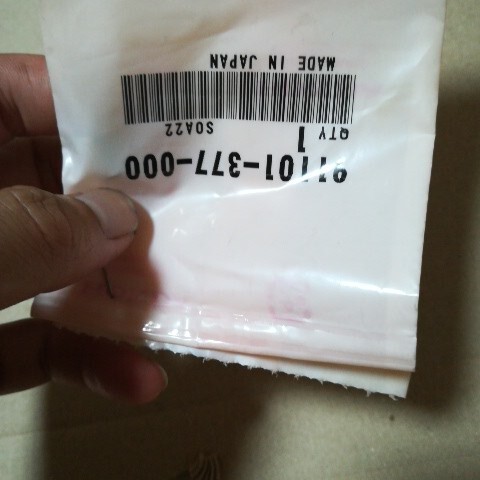 91101-377-000
QTY SOA22
1
MADE IN JAPAN